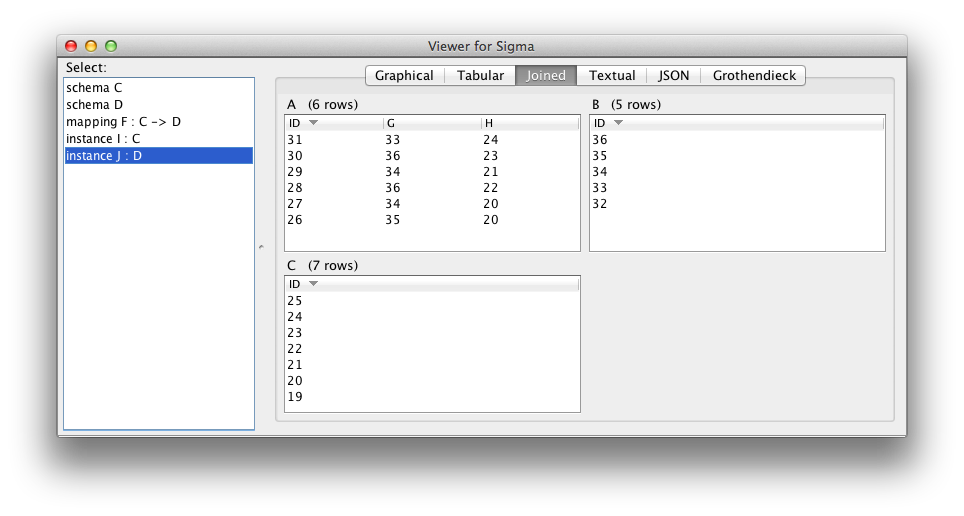 Viewer for Sigma
Select:
schema C
schema D
mapping F : C -> D
instance I : C
instance J : D
Graphical Tabular Joined Textual JSON Grothendieck
A (6 rows)
ID G H
31 33 24
30 36 23
29 34 21
28 36 22
27 34 20
26 35 20
B (5 rows)
ID
36
35
34
33
32
C (7 rows)
ID
25
24
23
22
21
20
19